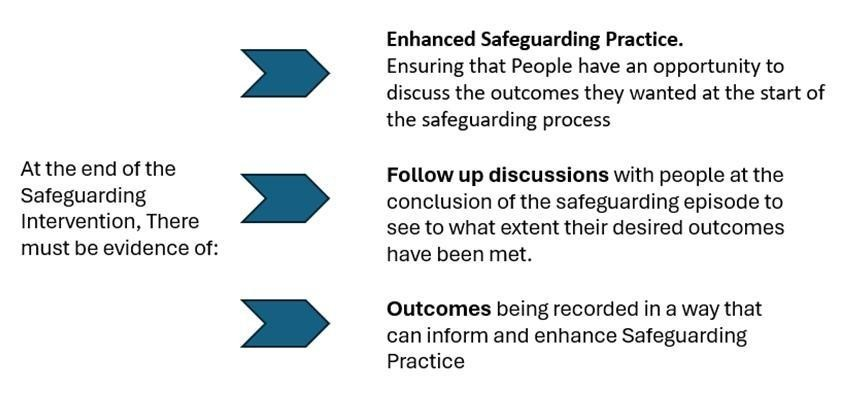 At the end of the
Safeguarding
Intervention, There
must be evidence of:
Enhanced Safeguarding Practice.
Ensuring that People have an opportunity to
discuss the outcomes they wanted at the start of
the safeguarding process
Follow up discussions with people at the
conclusion of the safeguarding episode to
see to what extent their desired outcomes
have been met.
Outcomes being recorded in a way that
can inform and enhance Safeguarding
Practice